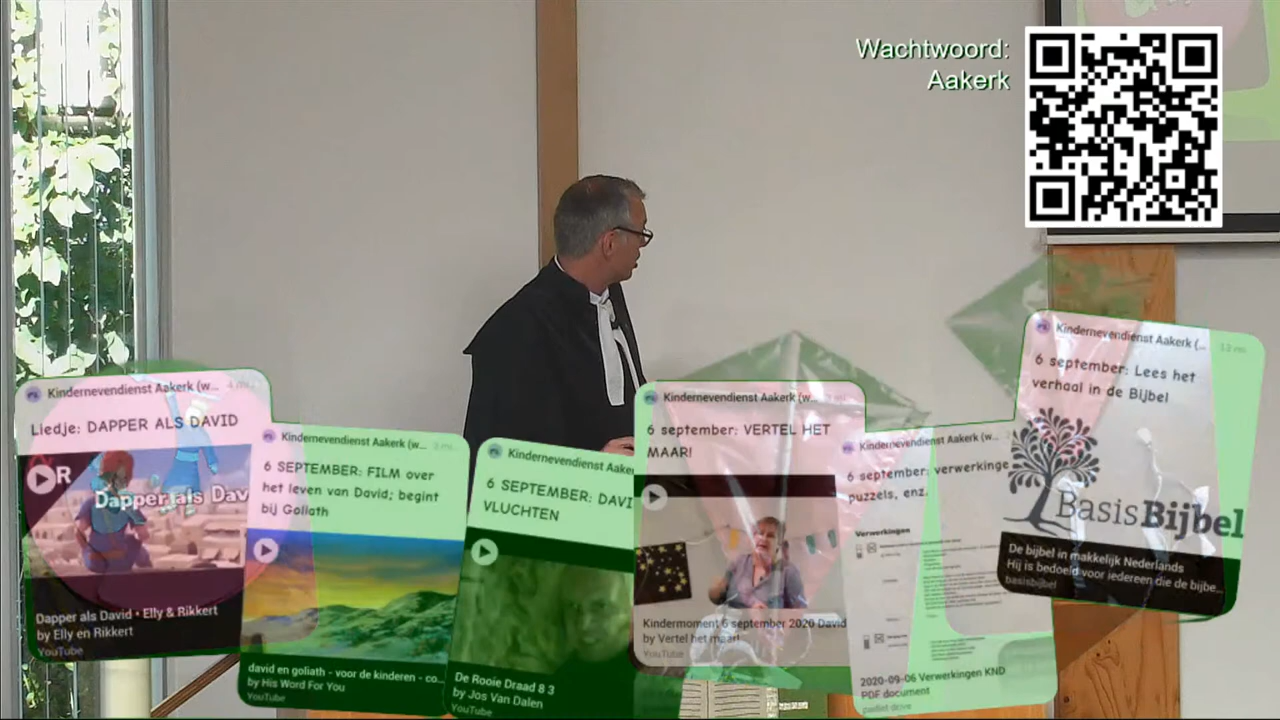 Wachtwoord:
Aakerk
Kindernevendienst Aakerk (w...
Liedje: DAPPER ALS DAVID
R
Dapper als Dav
Dapper als David • Elly & Rikkert
by Elly en Rikkert
YouTube
Kindernevendienst Aakerk (w...
6 SEPTEMBER: FILM over
het leven van David; begint
bij Goliath
david en goliath - voor de kinderen - co...
by His Word For You
YouTube
Kindernevendienst Aakerk
6 SEPTEMBER: DAVI
VLUCHTEN
De Rooie Draad 8 3
by Jos Van Dalen
YouTube
Kindernevendienst Aakerk (w...
6 september: VERTEL HET
MAAR!
Kindermoment 6 september 2020 David
by Vertel het maar!
YouTube
Kindernevendienst Aakerk (w...
6 september: verwerkinge
puzzels, enz.
Verwerkingen
2020-09-06 Verwerkingen KND
PDF document
padlet drive
Kindernevendienst Aakerk (...
6 september: Lees het
verhaal in de Bijbel
BasisBijbel
De bijbel in makkelijk Nederlands
Hij is bedoeld voor iedereen die de bijbe...
basisbijbel